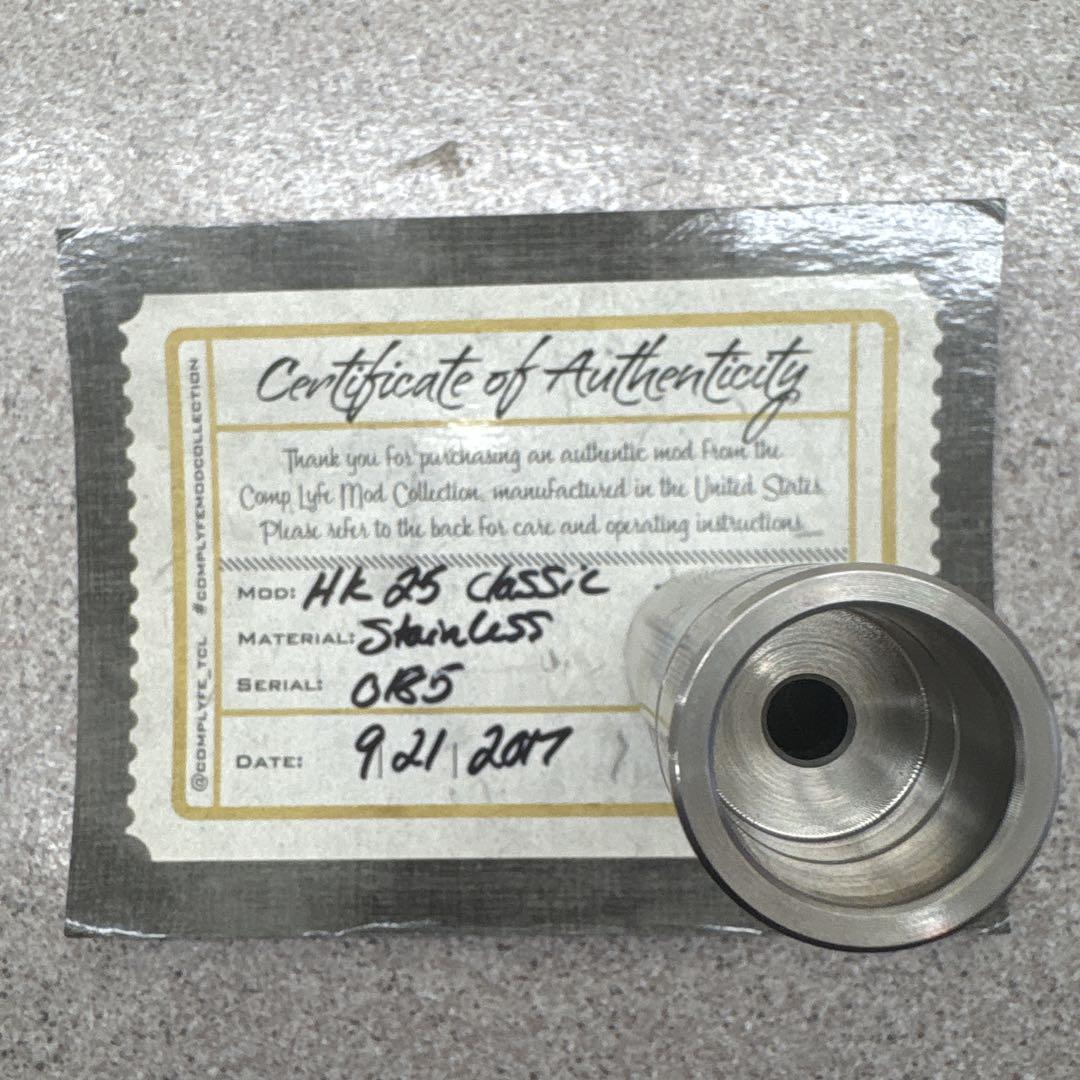 Certificate of Authenticity
Thank you for purchasing an authentic mod from the
Comp Lyfe Mod Collection, manufactured in the United States.
Please refer to the back for care and operating instructions.
MOD: HK 25 Classic
MATERIAL: Stainless
SERIAL: 0185
DATE: 9|21|2017
@COMPLYFE_TCL #COMPLYFEMODCOLLECTION